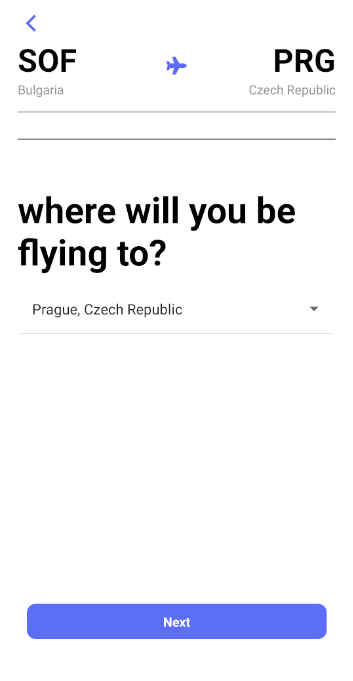 SOF PRG
Bulgaria Czech Republic
where will you be
flying to?
Prague, Czech Republic
Next